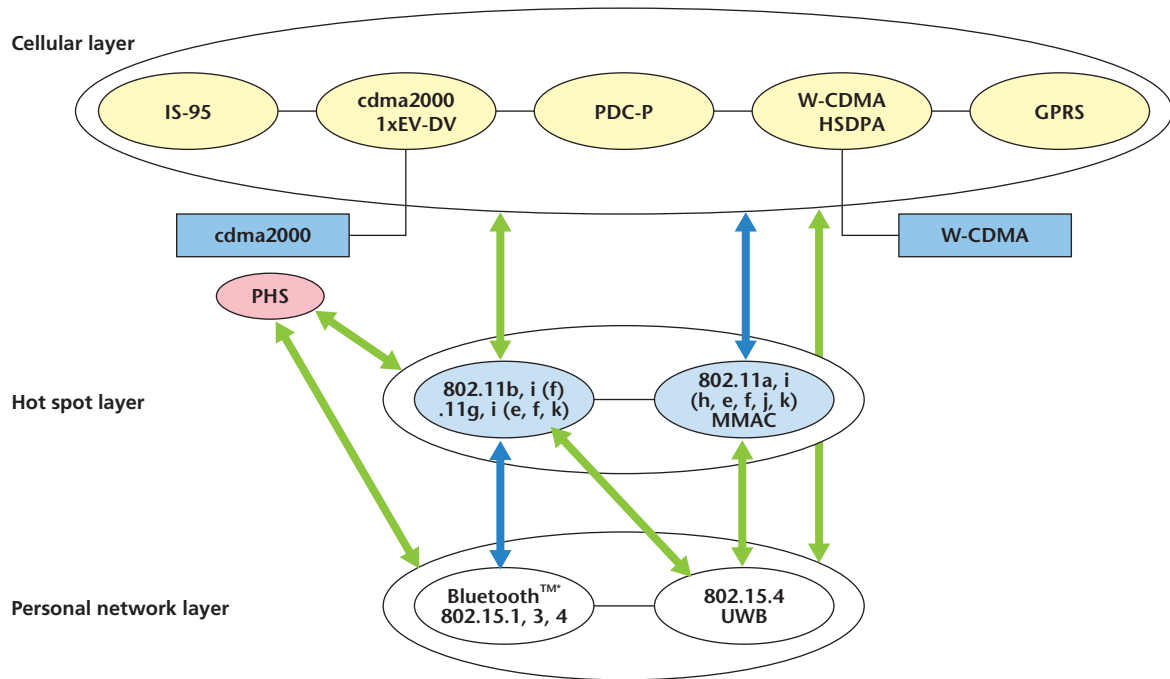 Cellular layer
IS-95
cdma2000
1xEV-DV
PDC-P
W-CDMA
HSDPA
GPRS
cdma2000
W-CDMA
PHS
Hot spot layer
802.11b, i (f)
.11g, i (e, f, k)
802.11a, i
(h, e, f, j, k)
MMAC
Personal network layer
Bluetooth™*
802.15.1, 3, 4
802.15.4
UWB